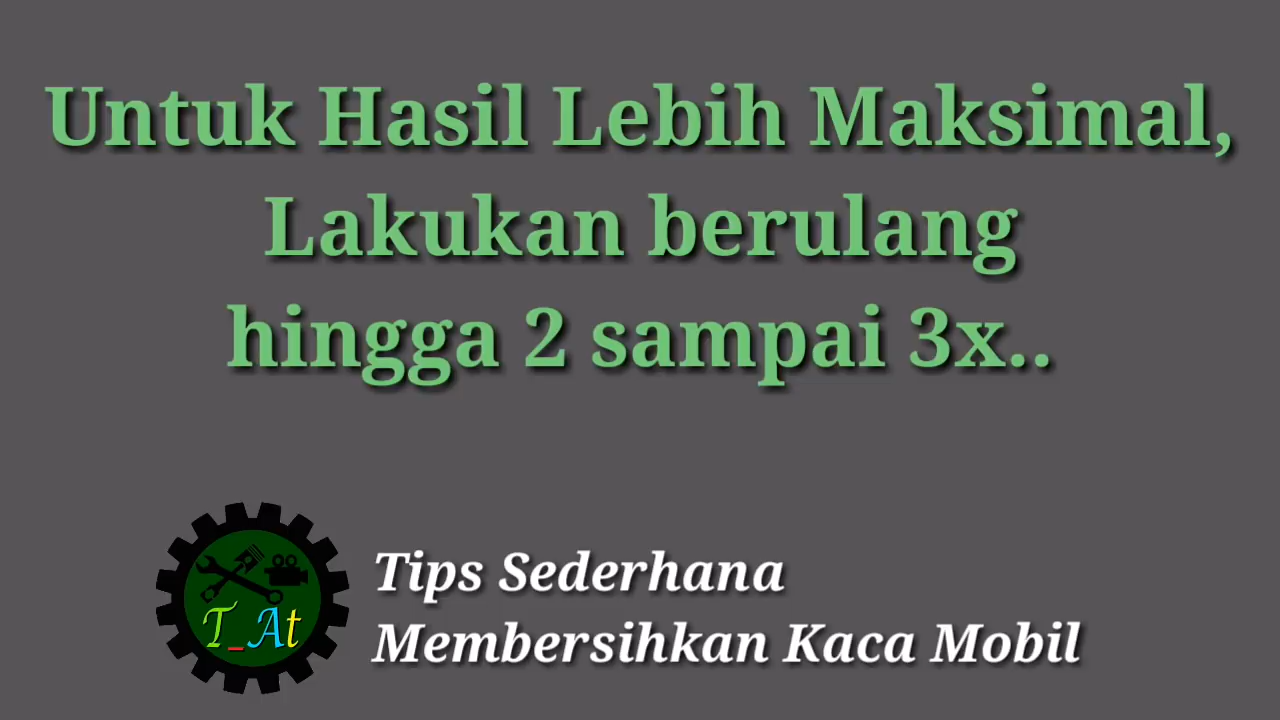 Untuk Hasil Lebih Maksimal,
Lakukan berulang
hingga 2 sampai 3x..
Tips Sederhana
Membersihkan Kaca Mobil
T_At